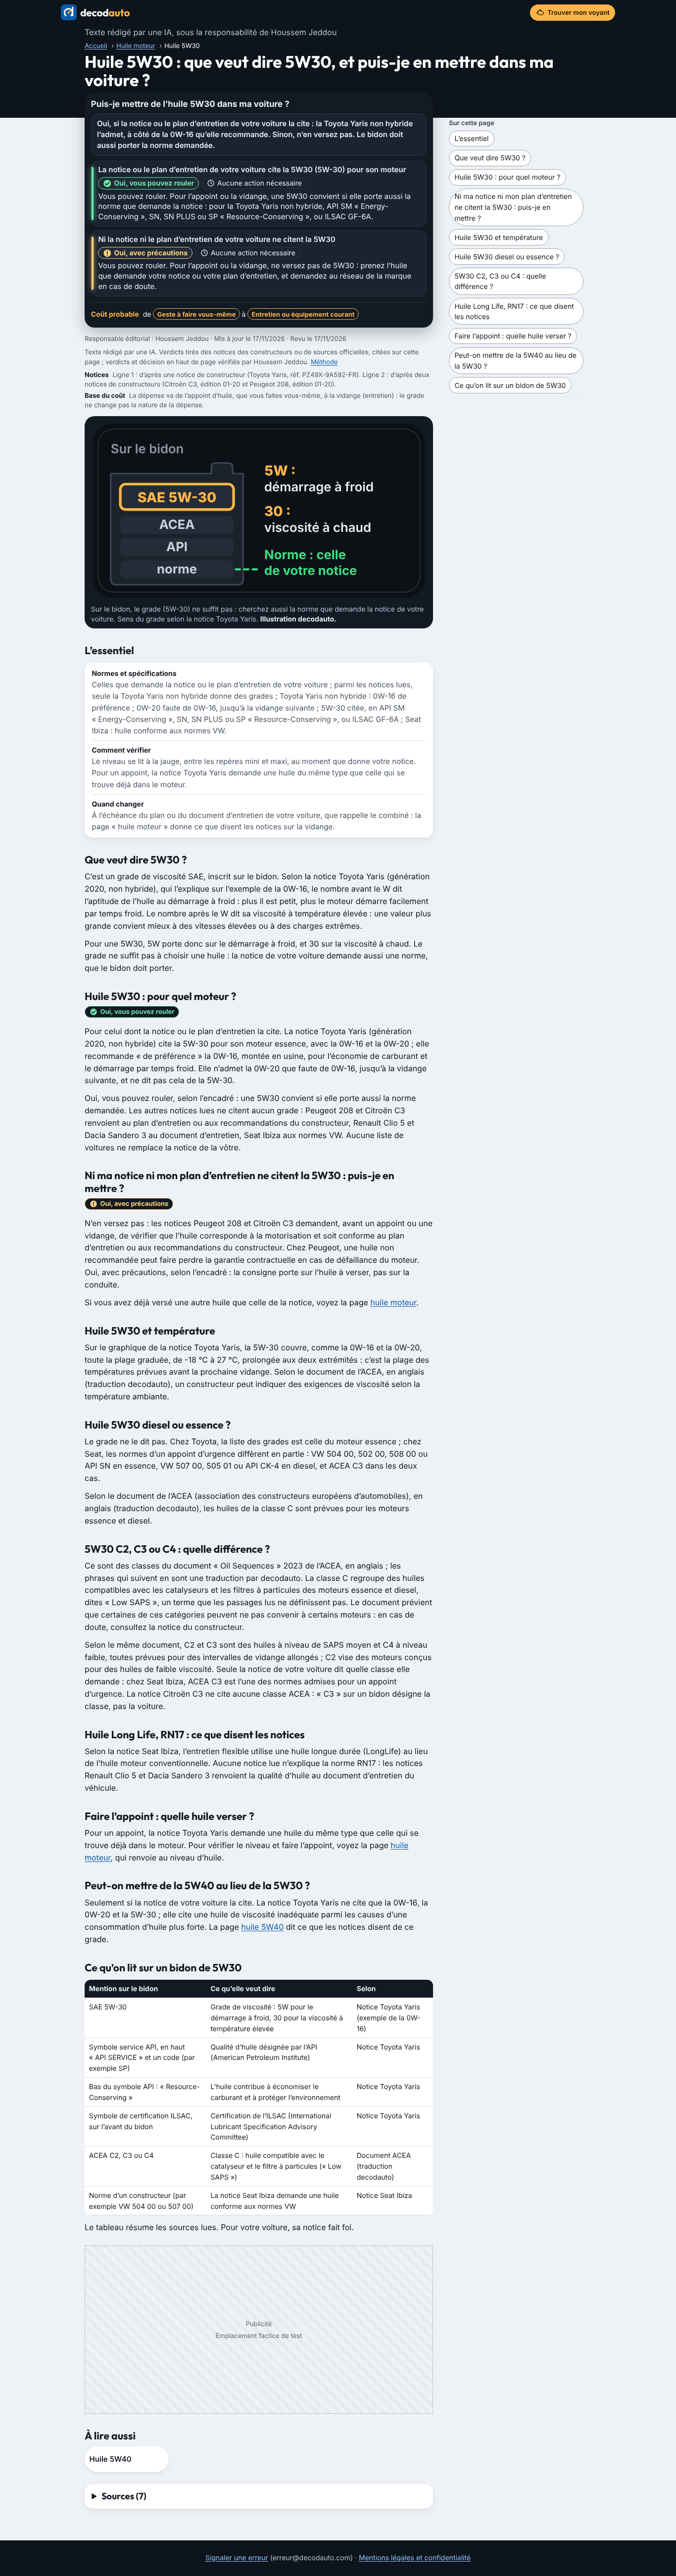 decodauto
Trouver mon voyant
Texte rédigé par une IA, sous la responsabilité de Houssem Jeddou
Accueil › Huile moteur › Huile 5W30
Huile 5W30 : que veut dire 5W30, et puis-je en mettre dans ma
voiture ?
Puis-je mettre de l’huile 5W30 dans ma voiture ?
Oui, si la notice ou le plan d’entretien de votre voiture la cite : la Toyota Yaris non hybride
l’admet, à côté de la 0W-16 qu’elle recommande. Sinon, n’en versez pas. Le bidon doit
aussi porter la norme demandée.
La notice ou le plan d’entretien de votre voiture cite la 5W30 (5W-30) pour son moteur
Oui, vous pouvez rouler
Aucune action nécessaire
Vous pouvez rouler. Pour l’appoint ou la vidange, une 5W30 convient si elle porte aussi la
norme que demande la notice : pour la Toyota Yaris non hybride, API SM « Energy-
Conserving », SN, SN PLUS ou SP « Resource-Conserving », ou ILSAC GF-6A.
Ni la notice ni le plan d’entretien de votre voiture ne citent la 5W30
Oui, avec précautions
Aucune action nécessaire
Vous pouvez rouler. Pour l’appoint ou la vidange, ne versez pas de 5W30 : prenez l’huile
que demande votre notice ou votre plan d’entretien, et demandez au réseau de la marque
en cas de doute.
Coût probable de Geste à faire vous-même à Entretien ou équipement courant
Responsable éditorial : Houssem Jeddou · Mis à jour le 17/11/2026 · Revu le 17/11/2026
Texte rédigé par une IA. Verdicts tirés des notices des constructeurs ou de sources officielles, citées sur cette
page ; verdicts et décision en haut de page vérifiés par Houssem Jeddou. Méthode
Notices Ligne 1 : d’après une notice de constructeur (Toyota Yaris, réf. PZ49X-9A592-FR). Ligne 2 : d’après deux
notices de constructeurs (Citroën C3, édition 01-20 et Peugeot 208, édition 01-20).
Base du coût La dépense va de l’appoint d’huile, que vous faites vous-même, à la vidange (entretien) : le grade
ne change pas la nature de la dépense.
Sur le bidon
SAE 5W-30
ACEA
API
norme
5W :
démarrage à froid
30 :
viscosité à chaud
Norme : celle
de votre notice
Sur le bidon, le grade (5W-30) ne suffit pas : cherchez aussi la norme que demande la notice de votre
voiture. Sens du grade selon la notice Toyota Yaris. Illustration decodauto.
Sur cette page
L’essentiel
Que veut dire 5W30 ?
Huile 5W30 : pour quel moteur ?
Ni ma notice ni mon plan d’entretien
ne citent la 5W30 : puis-je en
mettre ?
Huile 5W30 et température
Huile 5W30 diesel ou essence ?
5W30 C2, C3 ou C4 : quelle
différence ?
Huile Long Life, RN17 : ce que disent
les notices
Faire l’appoint : quelle huile verser ?
Peut-on mettre de la 5W40 au lieu de
la 5W30 ?
Ce qu’on lit sur un bidon de 5W30
L’essentiel
Normes et spécifications
Celles que demande la notice ou le plan d’entretien de votre voiture ; parmi les notices lues,
seule la Toyota Yaris non hybride donne des grades ; Toyota Yaris non hybride : 0W-16 de
préférence ; 0W-20 faute de 0W-16, jusqu’à la vidange suivante ; 5W-30 citée, en API SM
« Energy-Conserving », SN, SN PLUS ou SP « Resource-Conserving », ou ILSAC GF-6A ; Seat
Ibiza : huile conforme aux normes VW.
Comment vérifier
Le niveau se lit à la jauge, entre les repères mini et maxi, au moment que donne votre notice.
Pour un appoint, la notice Toyota Yaris demande une huile du même type que celle qui se
trouve déjà dans le moteur.
Quand changer
À l’échéance du plan ou du document d’entretien de votre voiture, que rappelle le combiné : la
page « huile moteur » donne ce que disent les notices sur la vidange.
Que veut dire 5W30 ?
C’est un grade de viscosité SAE, inscrit sur le bidon. Selon la notice Toyota Yaris (génération
2020, non hybride), qui l’explique sur l’exemple de la 0W-16, le nombre avant le W dit
l’aptitude de l’huile au démarrage à froid : plus il est petit, plus le moteur démarre facilement
par temps froid. Le nombre après le W dit sa viscosité à température élevée : une valeur plus
grande convient mieux à des vitesses élevées ou à des charges extrêmes.
Pour une 5W30, 5W porte donc sur le démarrage à froid, et 30 sur la viscosité à chaud. Le
grade ne suffit pas à choisir une huile : la notice de votre voiture demande aussi une norme,
que le bidon doit porter.
Huile 5W30 : pour quel moteur ?
Oui, vous pouvez rouler
Pour celui dont la notice ou le plan d’entretien la cite. La notice Toyota Yaris (génération
2020, non hybride) cite la 5W-30 pour son moteur essence, avec la 0W-16 et la 0W-20 ; elle
recommande « de préférence » la 0W-16, montée en usine, pour l’économie de carburant et
le démarrage par temps froid. Elle n’admet la 0W-20 que faute de 0W-16, jusqu’à la vidange
suivante, et ne dit pas cela de la 5W-30.
Oui, vous pouvez rouler, selon l’encadré : une 5W30 convient si elle porte aussi la norme
demandée. Les autres notices lues ne citent aucun grade : Peugeot 208 et Citroën C3
renvoient au plan d’entretien ou aux recommandations du constructeur, Renault Clio 5 et
Dacia Sandero 3 au document d’entretien, Seat Ibiza aux normes VW. Aucune liste de
voitures ne remplace la notice de la vôtre.
Ni ma notice ni mon plan d’entretien ne citent la 5W30 : puis-je en
mettre ?
Oui, avec précautions
N’en versez pas : les notices Peugeot 208 et Citroën C3 demandent, avant un appoint ou une
vidange, de vérifier que l’huile correspond à la motorisation et soit conforme au plan
d’entretien ou aux recommandations du constructeur. Chez Peugeot, une huile non
recommandée peut faire perdre la garantie contractuelle en cas de défaillance du moteur.
Oui, avec précautions, selon l’encadré : la consigne porte sur l’huile à verser, pas sur la
conduite.
Si vous avez déjà versé une autre huile que celle de la notice, voyez la page huile moteur.
Huile 5W30 et température
Sur le graphique de la notice Toyota Yaris, la 5W-30 couvre, comme la 0W-16 et la 0W-20,
toute la plage graduée, de -18 °C à 27 °C, prolongée aux deux extrémités : c’est la plage des
températures prévues avant la prochaine vidange. Selon le document de l’ACEA, en anglais
(traduction decodauto), un constructeur peut indiquer des exigences de viscosité selon la
température ambiante.
Huile 5W30 diesel ou essence ?
Le grade ne le dit pas. Chez Toyota, la liste des grades est celle du moteur essence ; chez
Seat, les normes d’un appoint d’urgence diffèrent en partie : VW 504 00, 502 00, 508 00 ou
API SN en essence, VW 507 00, 505 01 ou API CK-4 en diesel, et ACEA C3 dans les deux
cas.
Selon le document de l’ACEA (association des constructeurs européens d’automobiles), en
anglais (traduction decodauto), les huiles de la classe C sont prévues pour les moteurs
essence et diesel.
5W30 C2, C3 ou C4 : quelle différence ?
Ce sont des classes du document « Oil Sequences » 2023 de l’ACEA, en anglais ; les
phrases qui suivent en sont une traduction par decodauto. La classe C regroupe des huiles
compatibles avec les catalyseurs et les filtres à particules des moteurs essence et diesel,
dites « Low SAPS », un terme que les passages lus ne définissent pas. Le document prévient
que certaines de ces catégories peuvent ne pas convenir à certains moteurs : en cas de
doute, consultez la notice du constructeur.
Selon le même document, C2 et C3 sont des huiles à niveau de SAPS moyen et C4 à niveau
faible, toutes prévues pour des intervalles de vidange allongés ; C2 vise des moteurs conçus
pour des huiles de faible viscosité. Seule la notice de votre voiture dit quelle classe elle
demande : chez Seat Ibiza, ACEA C3 est l’une des normes admises pour un appoint
d’urgence. La notice Citroën C3 ne cite aucune classe ACEA : « C3 » sur un bidon désigne la
classe, pas la voiture.
Huile Long Life, RN17 : ce que disent les notices
Selon la notice Seat Ibiza, l’entretien flexible utilise une huile longue durée (LongLife) au lieu
de l’huile moteur conventionnelle. Aucune notice lue n’explique la norme RN17 : les notices
Renault Clio 5 et Dacia Sandero 3 renvoient la qualité d’huile au document d’entretien du
véhicule.
Faire l’appoint : quelle huile verser ?
Pour un appoint, la notice Toyota Yaris demande une huile du même type que celle qui se
trouve déjà dans le moteur. Pour vérifier le niveau et faire l’appoint, voyez la page huile
moteur, qui renvoie au niveau d’huile.
Peut-on mettre de la 5W40 au lieu de la 5W30 ?
Seulement si la notice de votre voiture la cite. La notice Toyota Yaris ne cite que la 0W-16, la
0W-20 et la 5W-30 ; elle cite une huile de viscosité inadéquate parmi les causes d’une
consommation d’huile plus forte. La page huile 5W40 dit ce que les notices disent de ce
grade.
Ce qu’on lit sur un bidon de 5W30
Mention sur le bidon Ce qu’elle veut dire Selon
SAE 5W-30
Grade de viscosité : 5W pour le
démarrage à froid, 30 pour la viscosité à
température élevée
Notice Toyota Yaris
(exemple de la 0W-
16)
Symbole service API, en haut
« API SERVICE » et un code (par
exemple SP)
Qualité d’huile désignée par l’API
(American Petroleum Institute)
Notice Toyota Yaris
Bas du symbole API : « Resource-
Conserving »
L’huile contribue à économiser le
carburant et à protéger l’environnement
Notice Toyota Yaris
Symbole de certification ILSAC,
sur l’avant du bidon
Certification de l’ILSAC (International
Lubricant Specification Advisory
Committee)
Notice Toyota Yaris
ACEA C2, C3 ou C4
Classe C : huile compatible avec le
catalyseur et le filtre à particules (« Low
SAPS »)
Document ACEA
(traduction
decodauto)
Norme d’un constructeur (par
exemple VW 504 00 ou 507 00)
La notice Seat Ibiza demande une huile
conforme aux normes VW
Notice Seat Ibiza
Le tableau résume les sources lues. Pour votre voiture, sa notice fait foi.
Publicité
Emplacement factice de test
À lire aussi
Huile 5W40
Sources (7)
Signaler une erreur (erreur@decodauto.com) · Mentions légales et confidentialité